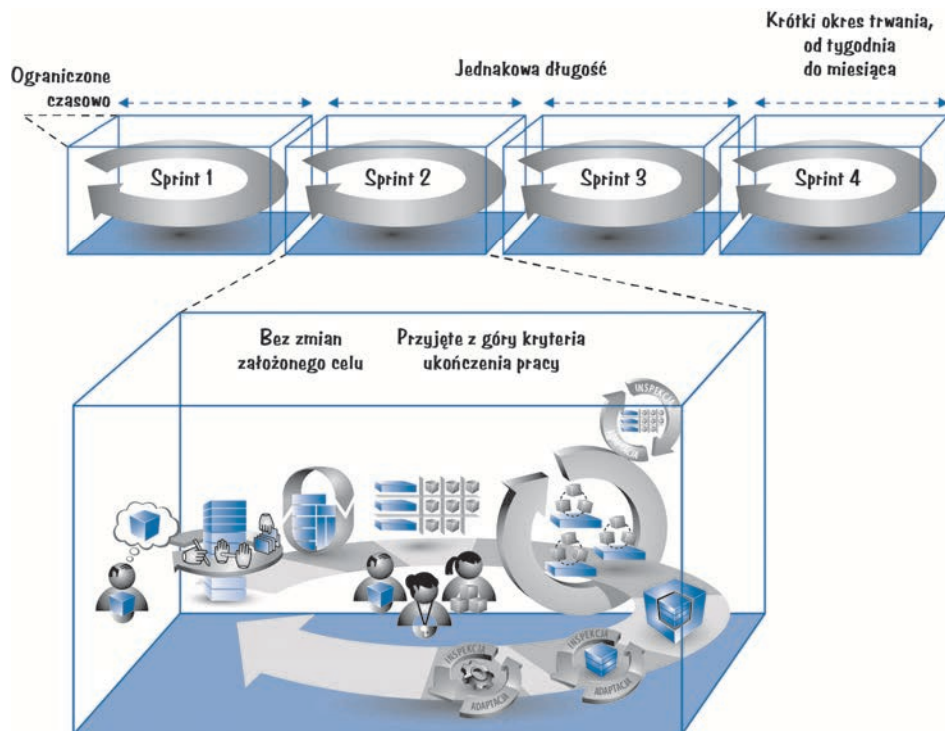 Krótki okres trwania,
od tygodnia
do miesiąca
Jednakowa długość
Ograniczone
czasowo
Sprint 1
Sprint 2
Sprint 3
Sprint 4
Bez zmian
założonego celu
Przyjęte z góry kryteria
ukończenia pracy
INSPEKCJA
ADAPTACJA
INSPEKCJA
ADAPTACJA
INSPEKCJA
ADAPTACJA